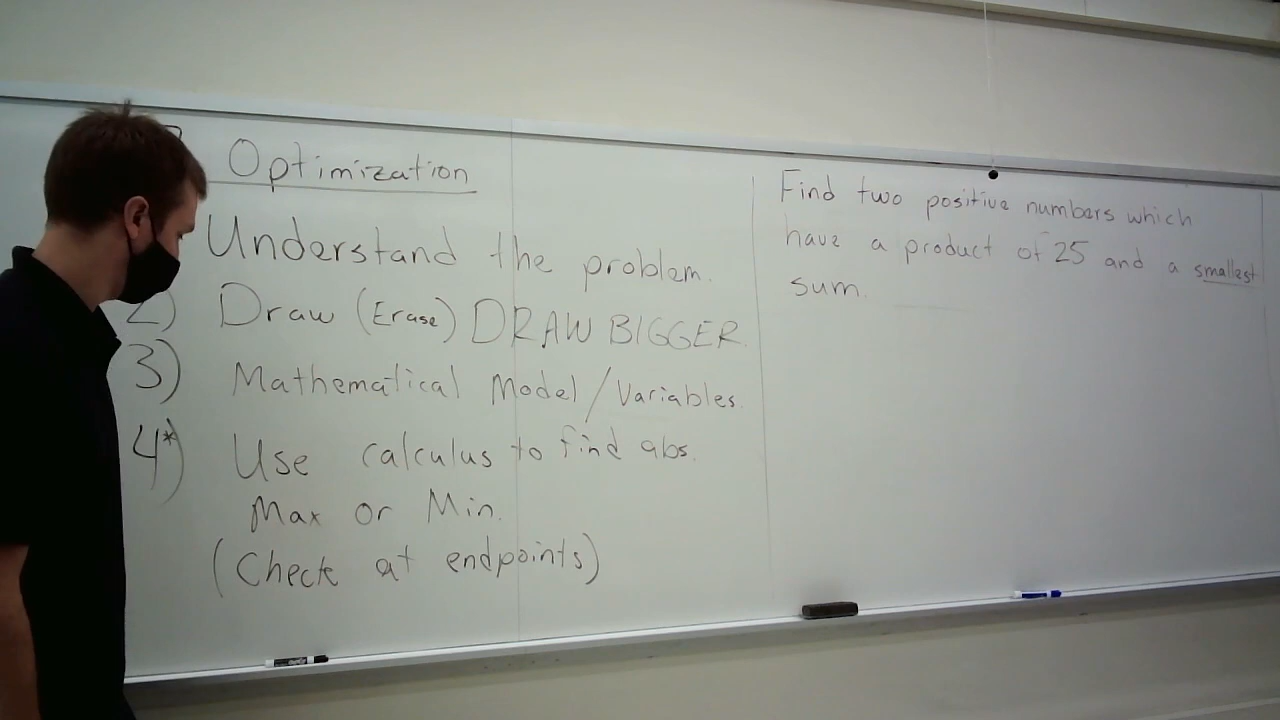 Optimization
Understand the problem.
2) Draw (Erase) DRAW BIGGER.
3) Mathematical Model/Variables.
4*) Use calculus to find abs.
Max or Min.
(Check at endpoints)
Find two positive numbers which
have a product of 25 and a smallest
sum.